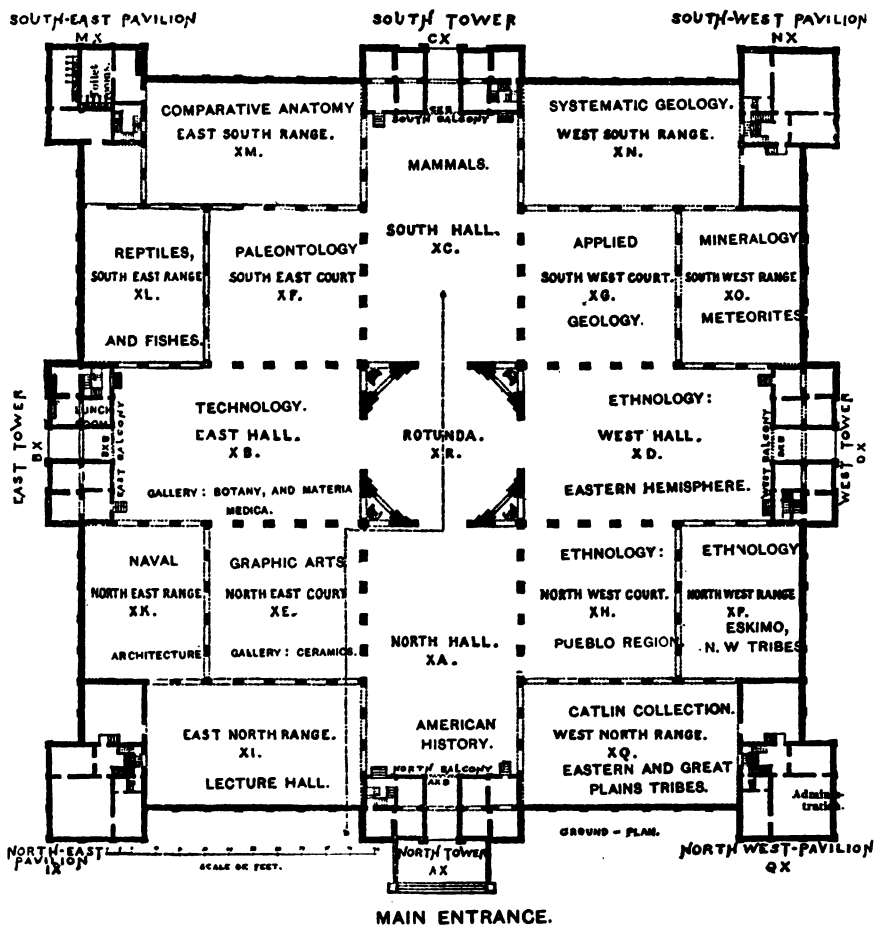 SOUTH-EAST PAVILION
MX
SOUTH TOWER
CX
SOUTH-WEST PAVILION
NX
Toilet
rooms.
COMPARATIVE ANATOMY
EAST SOUTH RANGE.
XM.
SOUTH BALCONY
SYSTEMATIC GEOLOGY.
WEST SOUTH RANGE.
XN.
MAMMALS.
SOUTH HALL.
XC.
REPTILES,
SOUTH EAST RANGE
XL.
AND FISHES.
PALEONTOLOGY
SOUTH EAST COURT
XF.
APPLIED
SOUTH WEST COURT.
XG.
GEOLOGY.
MINERALOGY
SOUTH WEST RANGE
XO.
METEORITES
EAST TOWER
BX
LUNCH
ROOM.
BXB
EAST BALCONY
TECHNOLOGY.
EAST HALL.
XB.
GALLERY: BOTANY, AND MATERIA
MEDICA.
ROTUNDA.
XR.
ETHNOLOGY:
WEST HALL.
XD.
EASTERN HEMISPHERE.
WEST BALCONY
WEST TOWER
NAVAL
NORTH EAST RANGE
XK.
ARCHITECTURE
GRAPHIC ARTS
NORTH EAST COURT
XE.
GALLERY: CERAMICS.
NORTH HALL.
XA.
AMERICAN
HISTORY.
ETHNOLOGY:
NORTH WEST COURT.
XH.
PUEBLO REGION.
ETHNOLOGY
NORTH WEST RANGE
XP.
ESKIMO,
N. W TRIBES
EAST NORTH RANGE.
XI.
LECTURE HALL.
NORTH BALCONY
AXB
CATLIN COLLECTION.
WEST NORTH RANGE.
XQ.
EASTERN AND GREAT
PLAINS TRIBES.
Adminis-
tration.
NORTH-EAST
PAVILION
IX
SCALE OF FEET.
NORTH TOWER
AX
GROUND-PLAN.
NORTH WEST-PAVILION
QX
MAIN ENTRANCE.